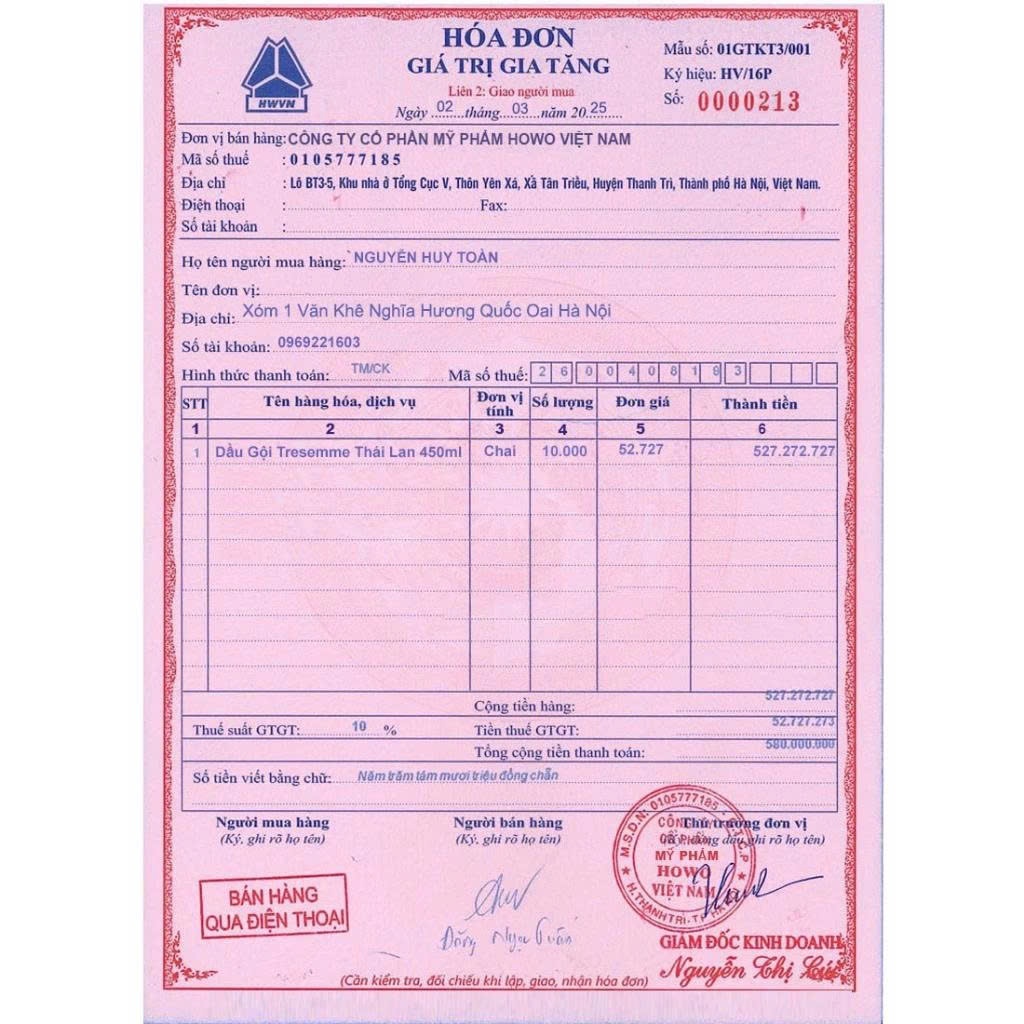 HWVN
HÓA ĐƠN
GIÁ TRỊ GIA TĂNG
Liên 2: Giao người mua
Ngày 02 tháng 03 năm 2025
Mẫu số: 01GTKT3/001
Ký hiệu: HV/16P
Số: 0000213
Đơn vị bán hàng: CÔNG TY CỔ PHẦN MỸ PHẨM HOWO VIỆT NAM
Mã số thuế : 0105777185
Địa chỉ : Lô BT3-5, Khu nhà ở Tổng Cục V, Thôn Yên Xá, Xã Tân Triều, Huyện Thanh Trì, Thành phố Hà Nội, Việt Nam.
Điện thoại : Fax:
Số tài khoản :
Họ tên người mua hàng: NGUYỄN HUY TOÀN
Tên đơn vị:
Địa chỉ: Xóm 1 Văn Khê Nghĩa Hương Quốc Oai Hà Nội
Số tài khoản: 0969221603
Hình thức thanh toán: TM/CK Mã số thuế: 2600408193
STT Tên hàng hóa, dịch vụ Đơn vị tính Số lượng Đơn giá Thành tiền
1 2 3 4 5 6
1 Dầu Gội Tresemme Thái Lan 450ml Chai 10.000 52.727 527.272.727
Cộng tiền hàng: 527.272.727
Thuế suất GTGT: 10 % Tiền thuế GTGT: 52.727.273
Tổng cộng tiền thanh toán: 580.000.000
Số tiền viết bằng chữ: Năm trăm tám mươi triệu đồng chẵn
Người mua hàng Người bán hàng Thủ trưởng đơn vị
(Ký, ghi rõ họ tên) (Ký, ghi rõ họ tên) (Ký, đóng dấu, ghi rõ họ tên)
BÁN HÀNG
QUA ĐIỆN THOẠI
M.S.D.N: 0105777185 - C.T.C.P
CÔNG TY
CỔ PHẦN
MỸ PHẨM
HOWO
VIỆT NAM
H.THANH TRÌ - T.P HÀ NỘI
Đặng Ngọc Tuấn
GIÁM ĐỐC KINH DOANH
Nguyễn Thị
(Cần kiểm tra, đối chiếu khi lập, giao, nhận hóa đơn)